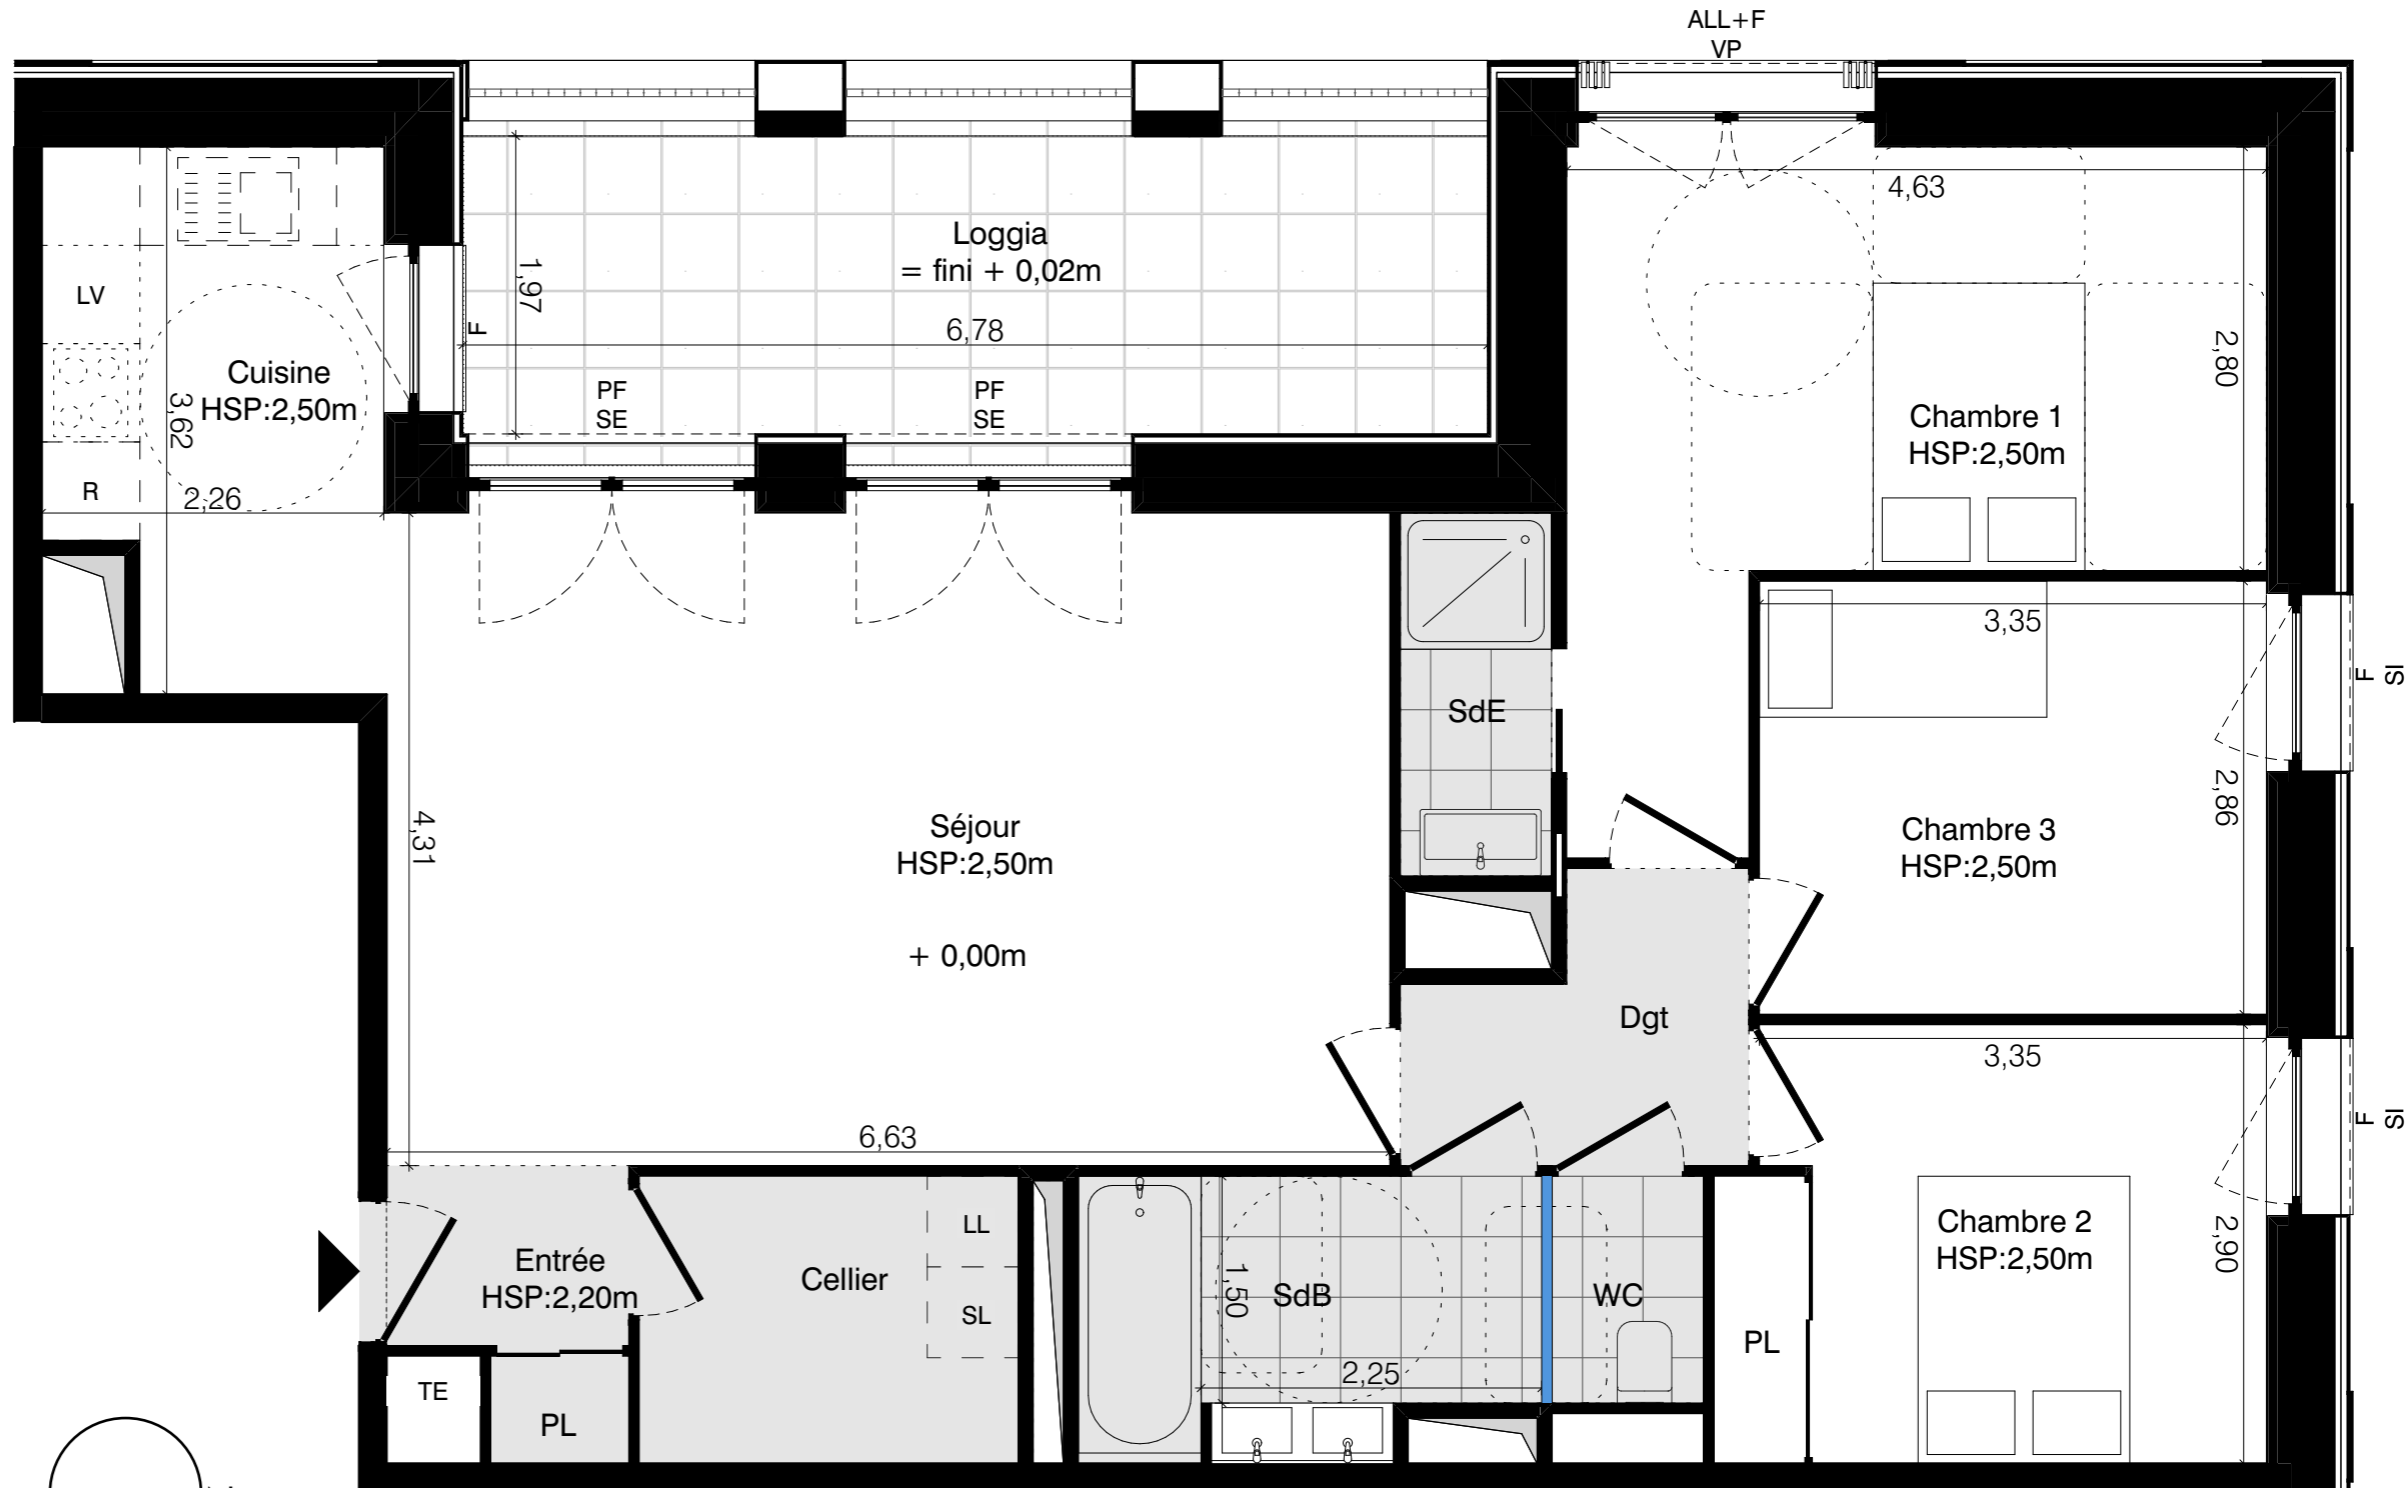 ALL+F
VP
4,63
Loggia
= fini + 0,02m
1,97
F
6,78
LV
Cuisine
HSP:2,50m
3,62
PF
SE
PF
SE
2,80
Chambre 1
HSP:2,50m
R
2,26
3,35
F
IS
SdE
2,86
4,31
Séjour
HSP:2,50m
Chambre 3
HSP:2,50m
+ 0,00m
Dgt
3,35
F
IS
6,63
LL
Chambre 2
HSP:2,50m
2,90
Entrée
HSP:2,20m
Cellier
1,50
SdB
WC
SL
PL
2,25
TE
PL